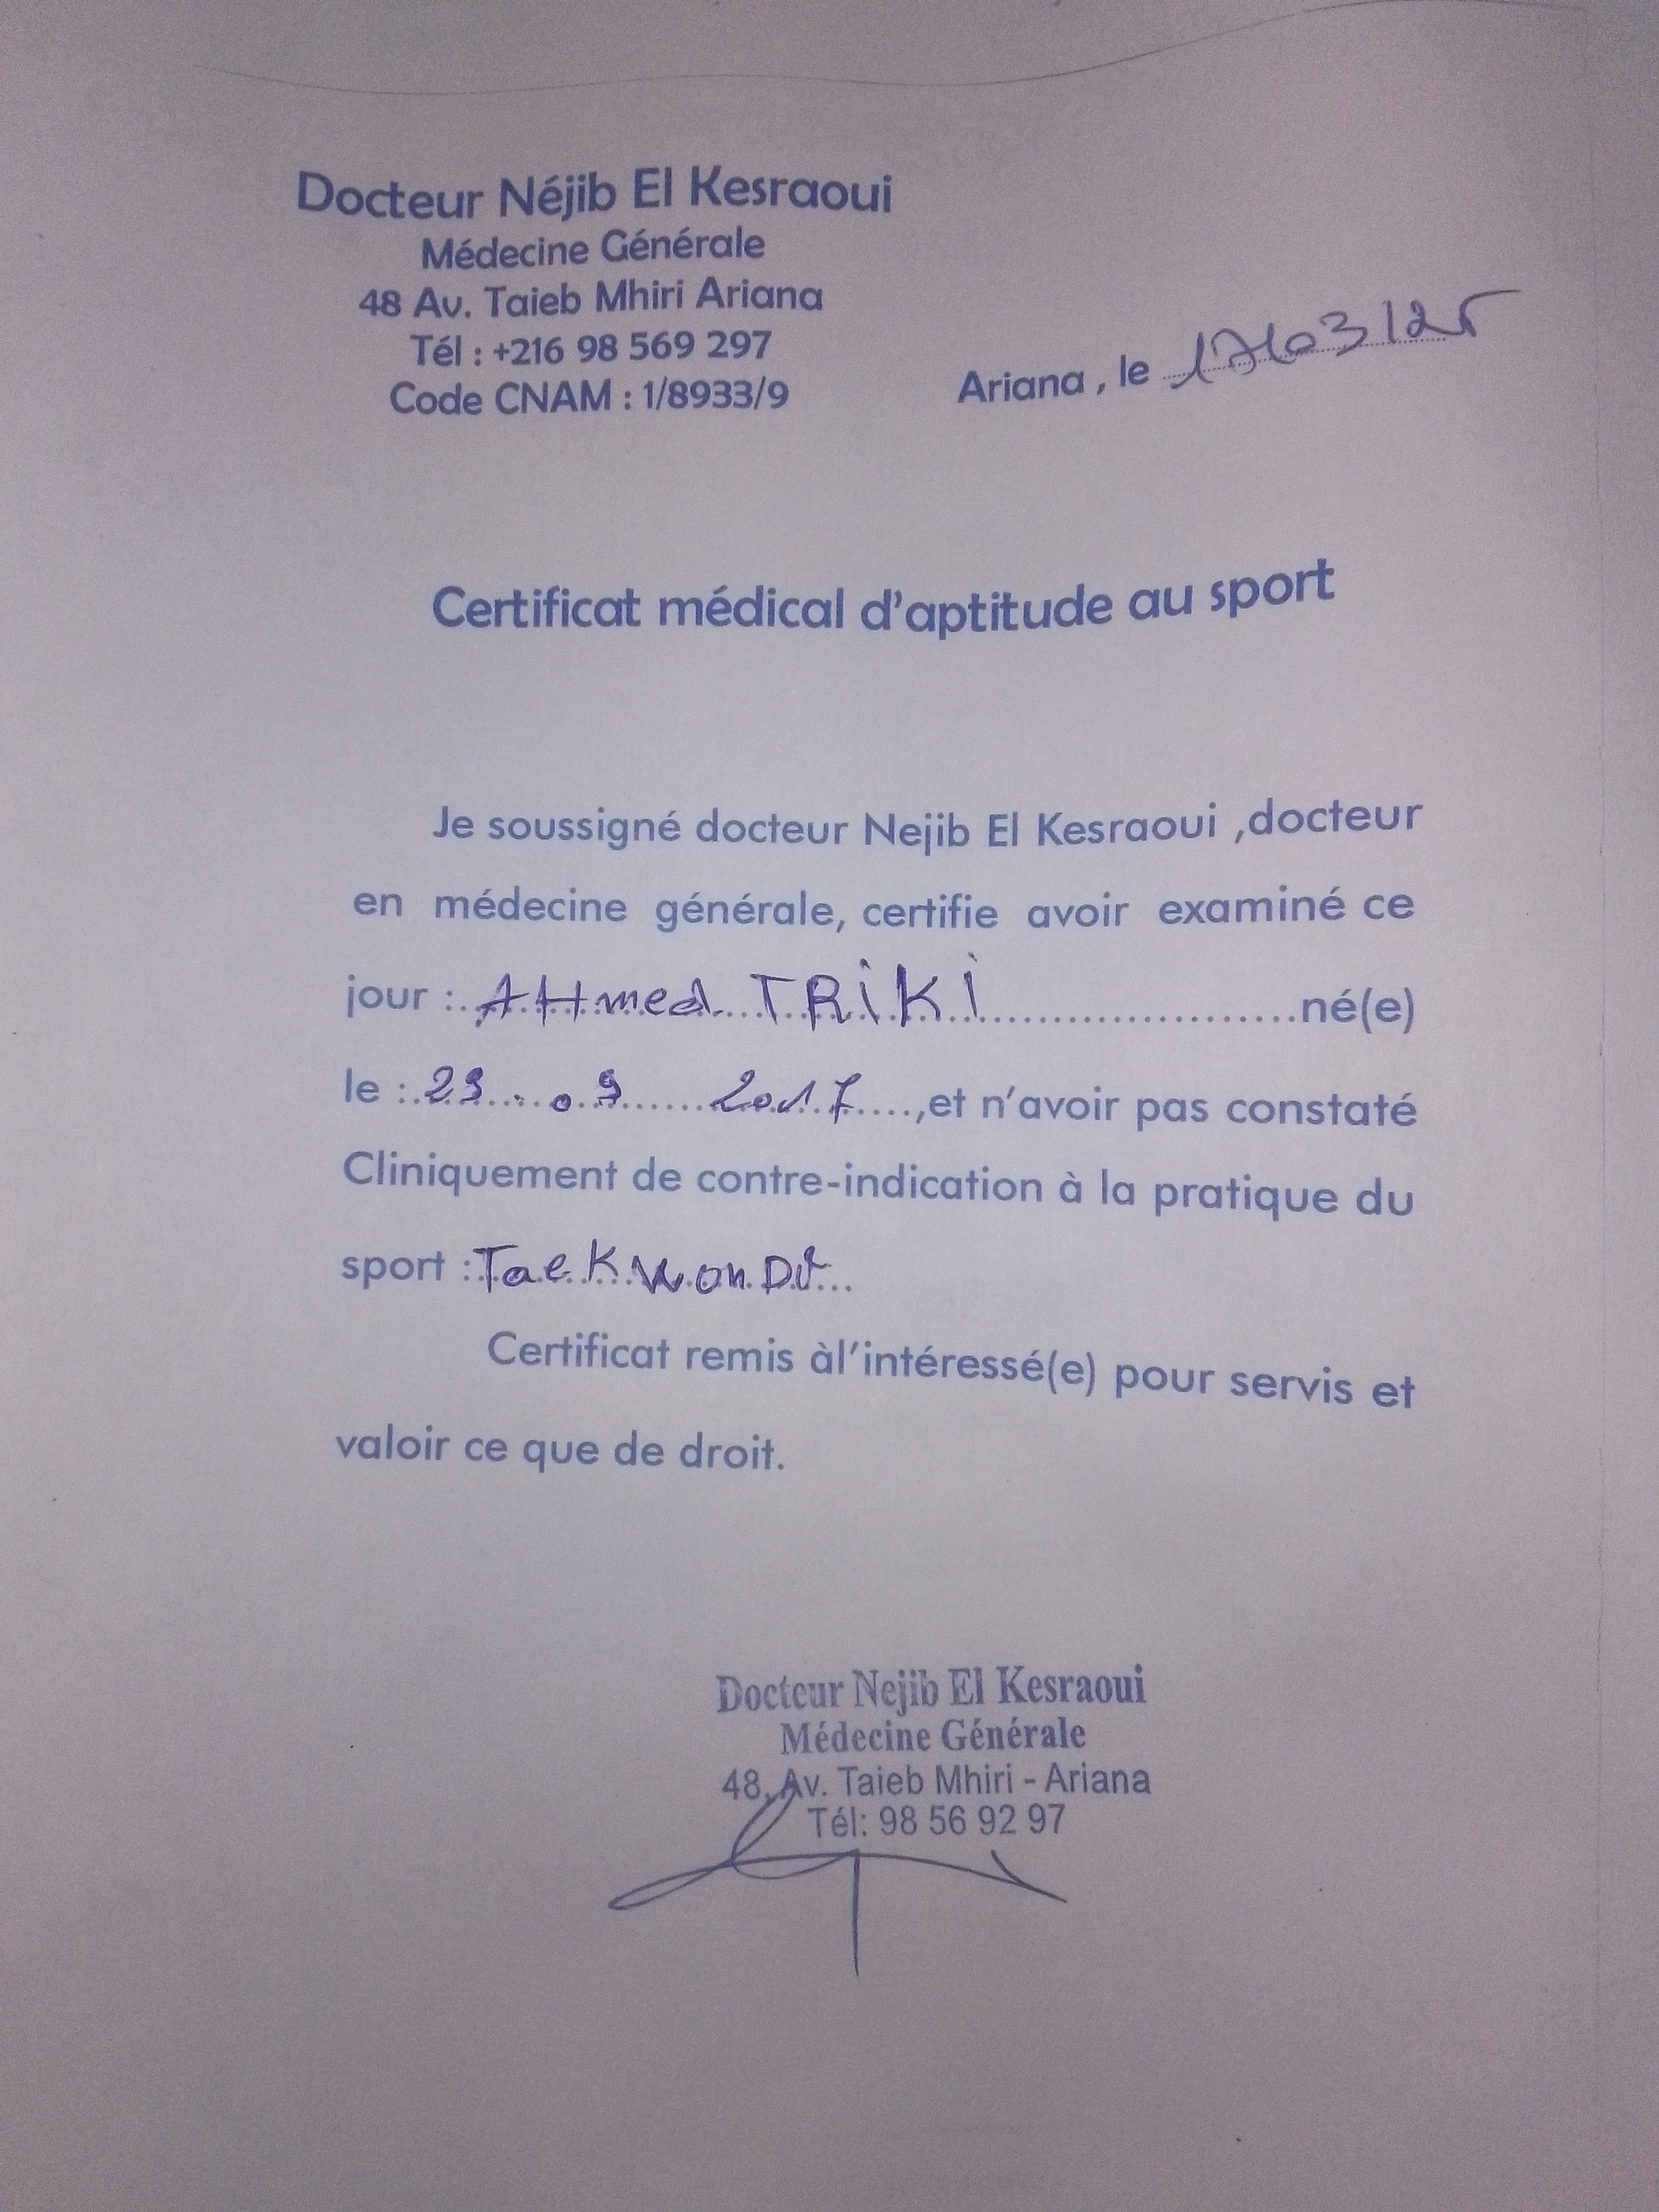 Docteur Néjib El Kesraoui
Médecine Générale
48 Av. Taieb Mhiri Ariana
Tél : +216 98 569 297
Code CNAM : 1/8933/9
Ariana , le 17/03/25
Certificat médical d'aptitude au sport
Je soussigné docteur Nejib El Kesraoui ,docteur
en médecine générale, certifie avoir examiné ce
jour : AHmed TRiKi né(e)
le : 29 09 2017 ,et n'avoir pas constaté
Cliniquement de contre-indication à la pratique du
sport : TaeKwonDo
Certificat remis àl'intéressé(e) pour servis et
valoir ce que de droit.
Docteur Nejib El Kesraoui
Médecine Générale
48, Av. Taieb Mhiri - Ariana
Tél: 98 56 92 97